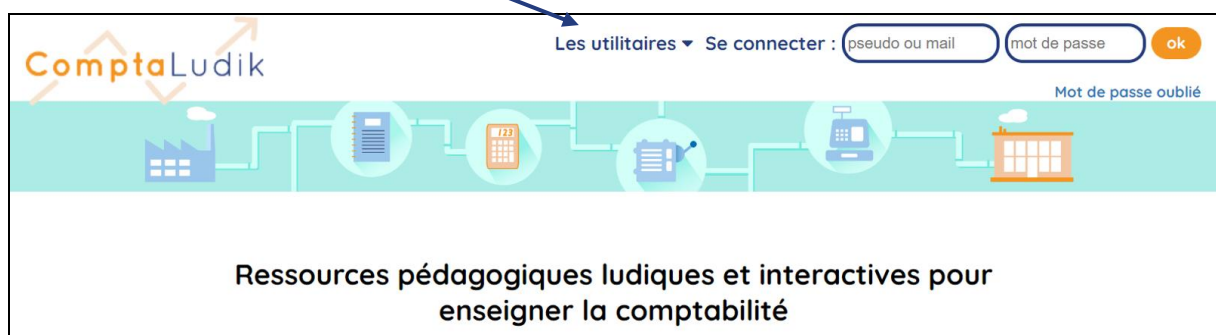 ComptaLudik
Les utilitaires ▾ Se connecter : pseudo ou mail mot de passe ok
Mot de passe oublié
123
Ressources pédagogiques ludiques et interactives pour
enseigner la comptabilité